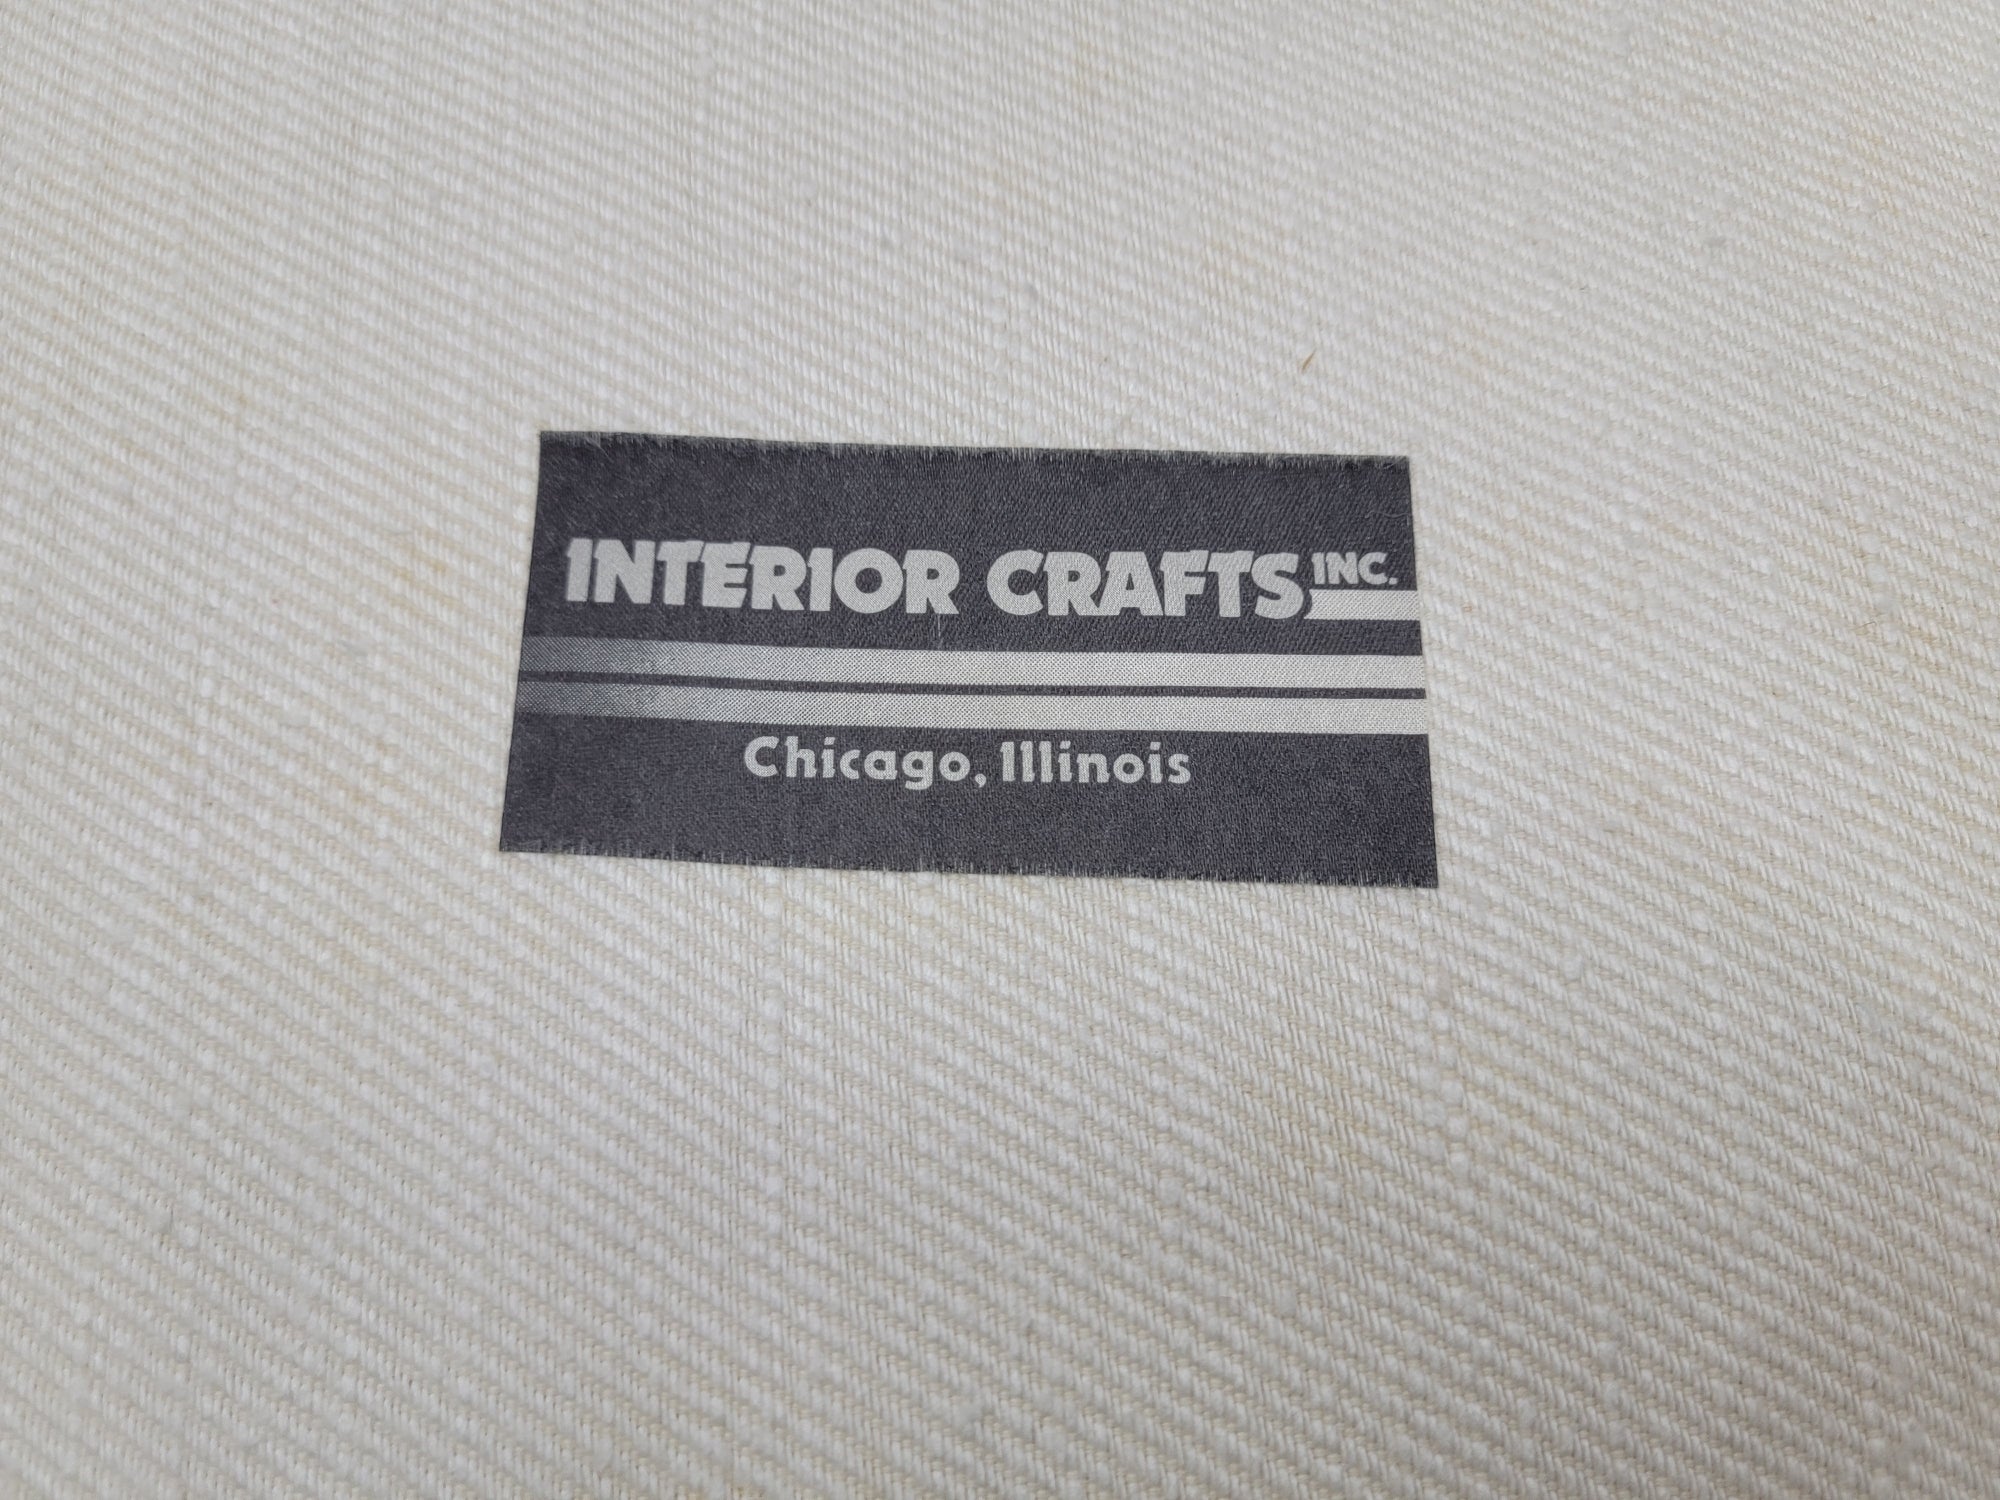 INTERIOR CRAFTS INC.
Chicago, Illinois